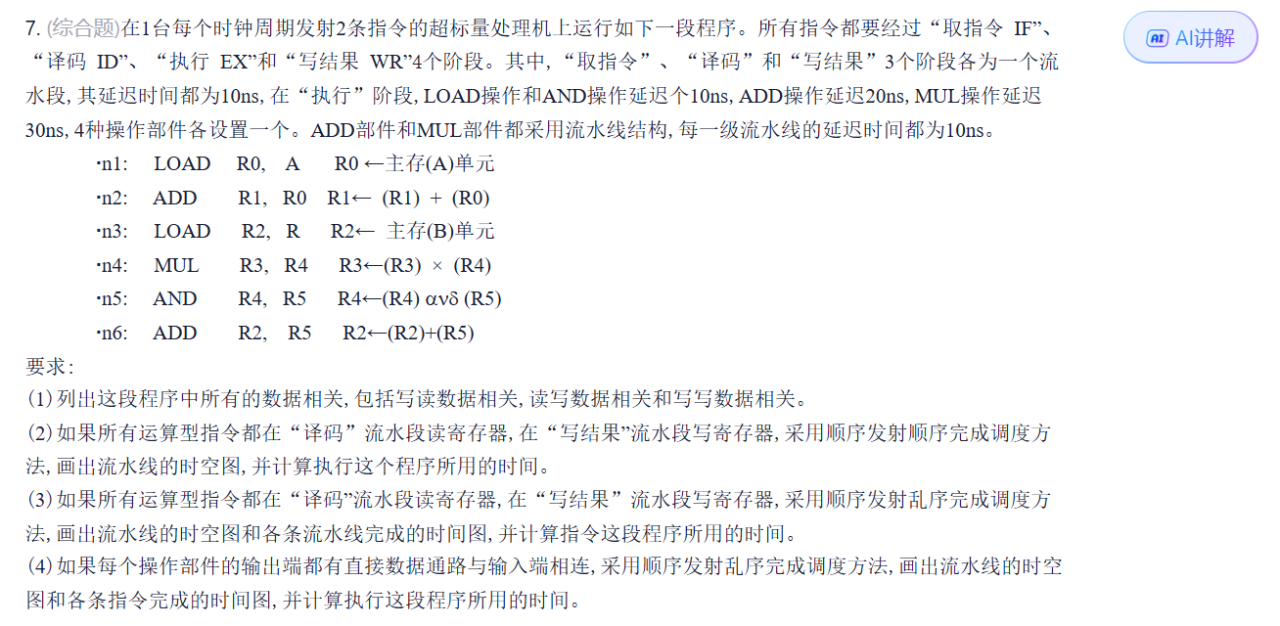 7. (综合题)在1台每个时钟周期发射2条指令的超标量处理机上运行如下一段程序。所有指令都要经过“取指令 IF”、
AI讲解
“译码 ID”、“执行 EX”和“写结果 WR”4个阶段。其中,“取指令”、“译码”和“写结果”3个阶段各为一个流
水段,其延迟时间都为10ns,在“执行”阶段,LOAD操作和AND操作延迟个10ns,ADD操作延迟20ns,MUL操作延迟
30ns,4种操作部件各设置一个。ADD部件和MUL部件都采用流水线结构,每一级流水线的延迟时间都为10ns。
·n1: LOAD R0, A R0 ←主存(A)单元
·n2: ADD R1, R0 R1← (R1) + (R0)
·n3: LOAD R2, R R2← 主存(B)单元
·n4: MUL R3, R4 R3←(R3) × (R4)
·n5: AND R4, R5 R4←(R4) ανδ (R5)
·n6: ADD R2, R5 R2←(R2)+(R5)
要求:
(1)列出这段程序中所有的数据相关,包括写读数据相关,读写数据相关和写写数据相关。
(2)如果所有运算型指令都在“译码”流水段读寄存器,在“写结果”流水段写寄存器,采用顺序发射顺序完成调度方
法,画出流水线的时空图,并计算执行这个程序所用的时间。
(3)如果所有运算型指令都在“译码”流水段读寄存器,在“写结果”流水段写寄存器,采用顺序发射乱序完成调度方
法,画出流水线的时空图和各条流水线完成的时间图,并计算指令这段程序所用的时间。
(4)如果每个操作部件的输出端都有直接数据通路与输入端相连,采用顺序发射乱序完成调度方法,画出流水线的时空
图和各条指令完成的时间图,并计算执行这段程序所用的时间。